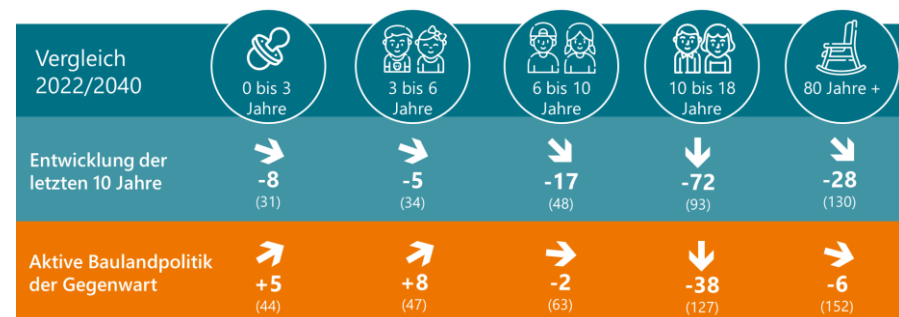 Vergleich
2022/2040
0 bis 3
Jahre
3 bis 6
Jahre
6 bis 10
Jahre
10 bis 18
Jahre
80 Jahre +
Entwicklung der
letzten 10 Jahre
-8
(31)
-5
(34)
-17
(48)
-72
(93)
-28
(130)
Aktive Baulandpolitik
der Gegenwart
+5
(44)
+8
(47)
-2
(63)
-38
(127)
-6
(152)